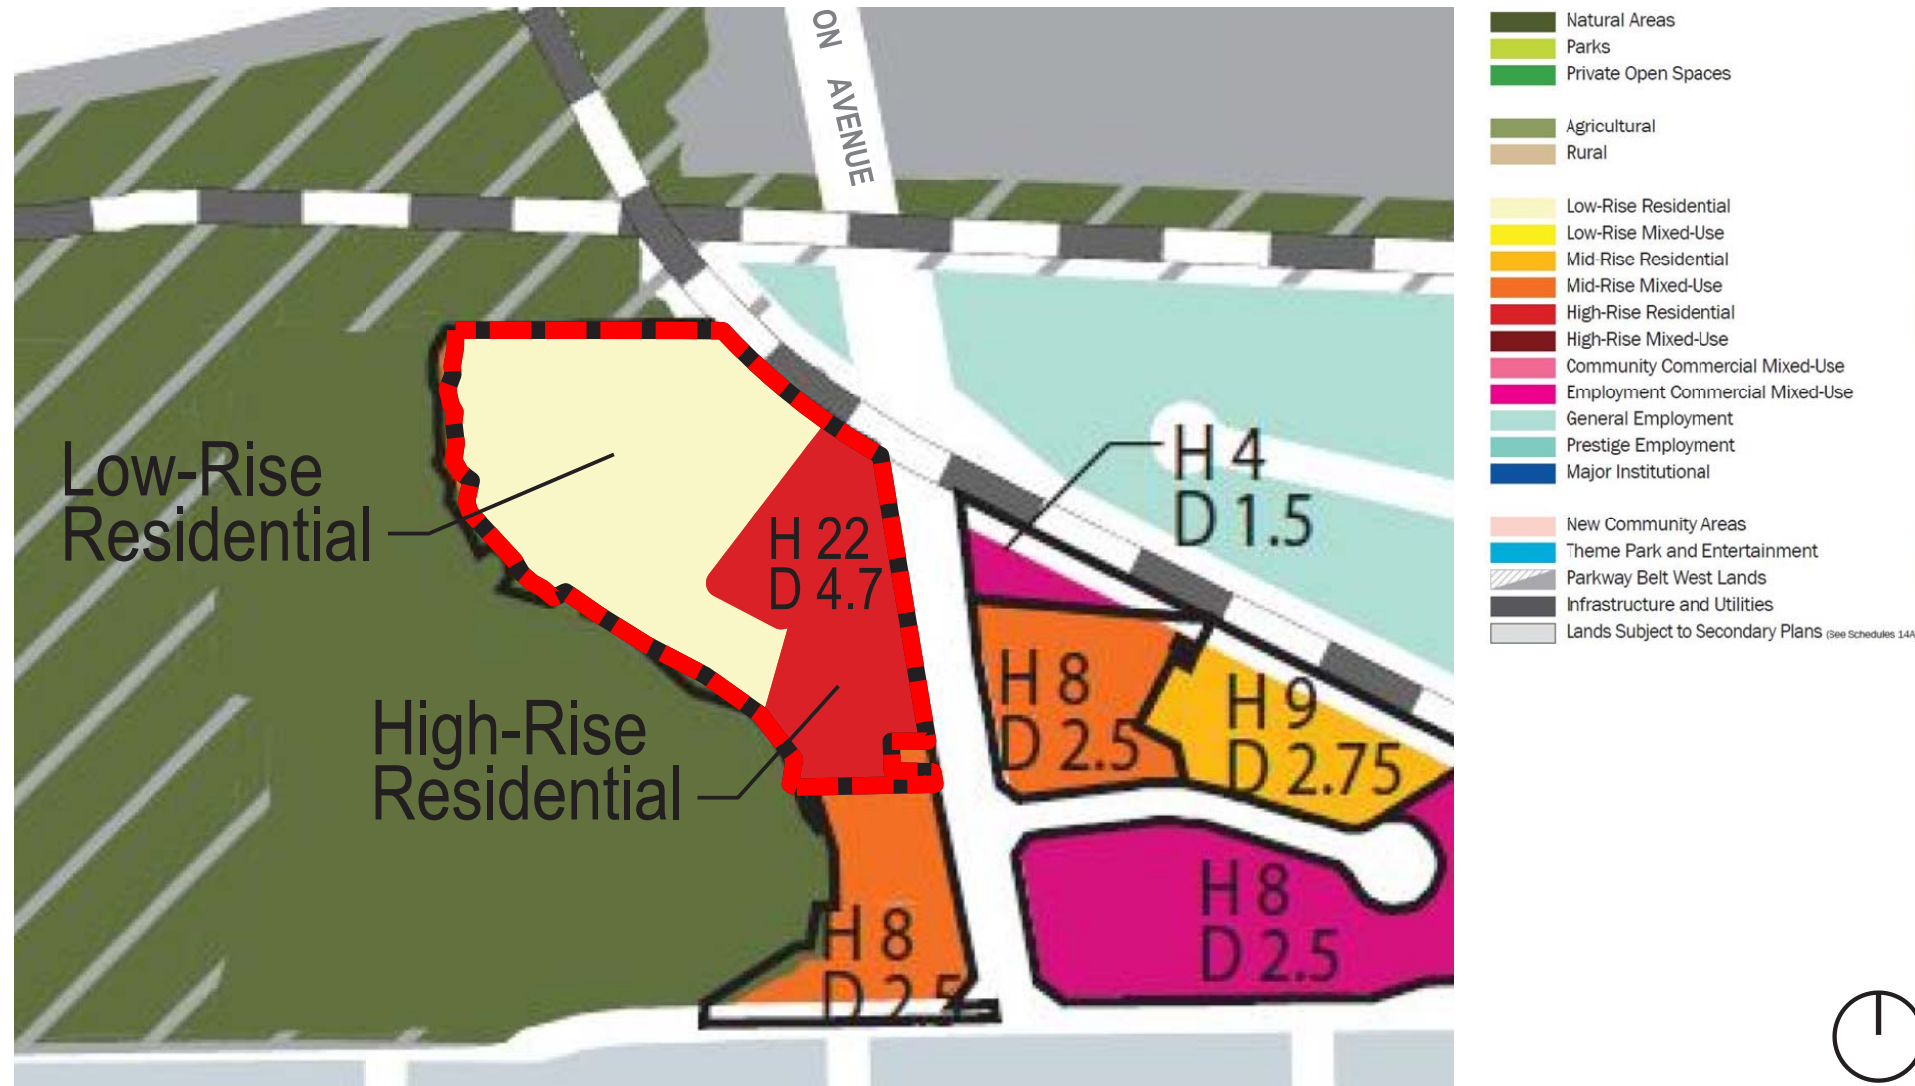 ON AVENUE
Low-Rise
Residential
High-Rise
Residential
H 22
D 4.7
H 4
D 1.5
H 8
D 2.5
H 9
D 2.75
H 8
D 2.5
H 8
D 2.5
Natural Areas
Parks
Private Open Spaces
Agricultural
Rural
Low-Rise Residential
Low-Rise Mixed-Use
Mid-Rise Residential
Mid-Rise Mixed-Use
High-Rise Residential
High-Rise Mixed-Use
Community Commercial Mixed-Use
Employment Commercial Mixed-Use
General Employment
Prestige Employment
Major Institutional
New Community Areas
Theme Park and Entertainment
Parkway Belt West Lands
Infrastructure and Utilities
Lands Subject to Secondary Plans (See Schedules 14A